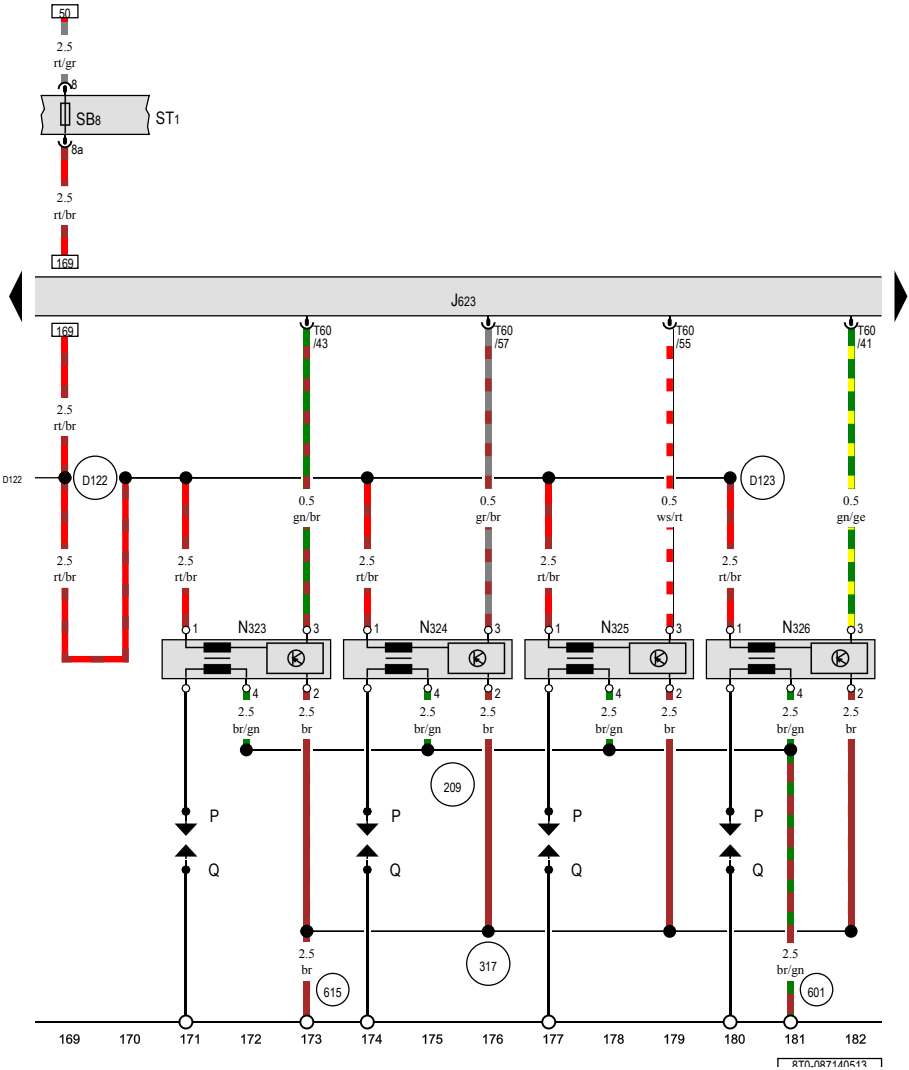 50
2.5
rt/gr
8
SB8 ST1
8a
2.5
rt/br
169
J623
169 T60 T60 T60 T60
/43 /57 /55 /41
2.5
rt/br
D122 D122 D123
0.5 0.5 0.5 0.5
gn/br gr/br ws/rt gn/ge
2.5 2.5 2.5 2.5 2.5
rt/br rt/br rt/br rt/br rt/br
1 N323 3 1 N324 3 1 N325 3 1 N326 3
4 2 4 2 4 2 4 2
2.5 2.5 2.5 2.5 2.5 2.5 2.5 2.5
br/gn br br/gn br br/gn br br/gn br
209
P P P P
Q Q Q Q
2.5 317 2.5
br br/gn
615 601
169 170 171 172 173 174 175 176 177 178 179 180 181 182
8T0-087140513